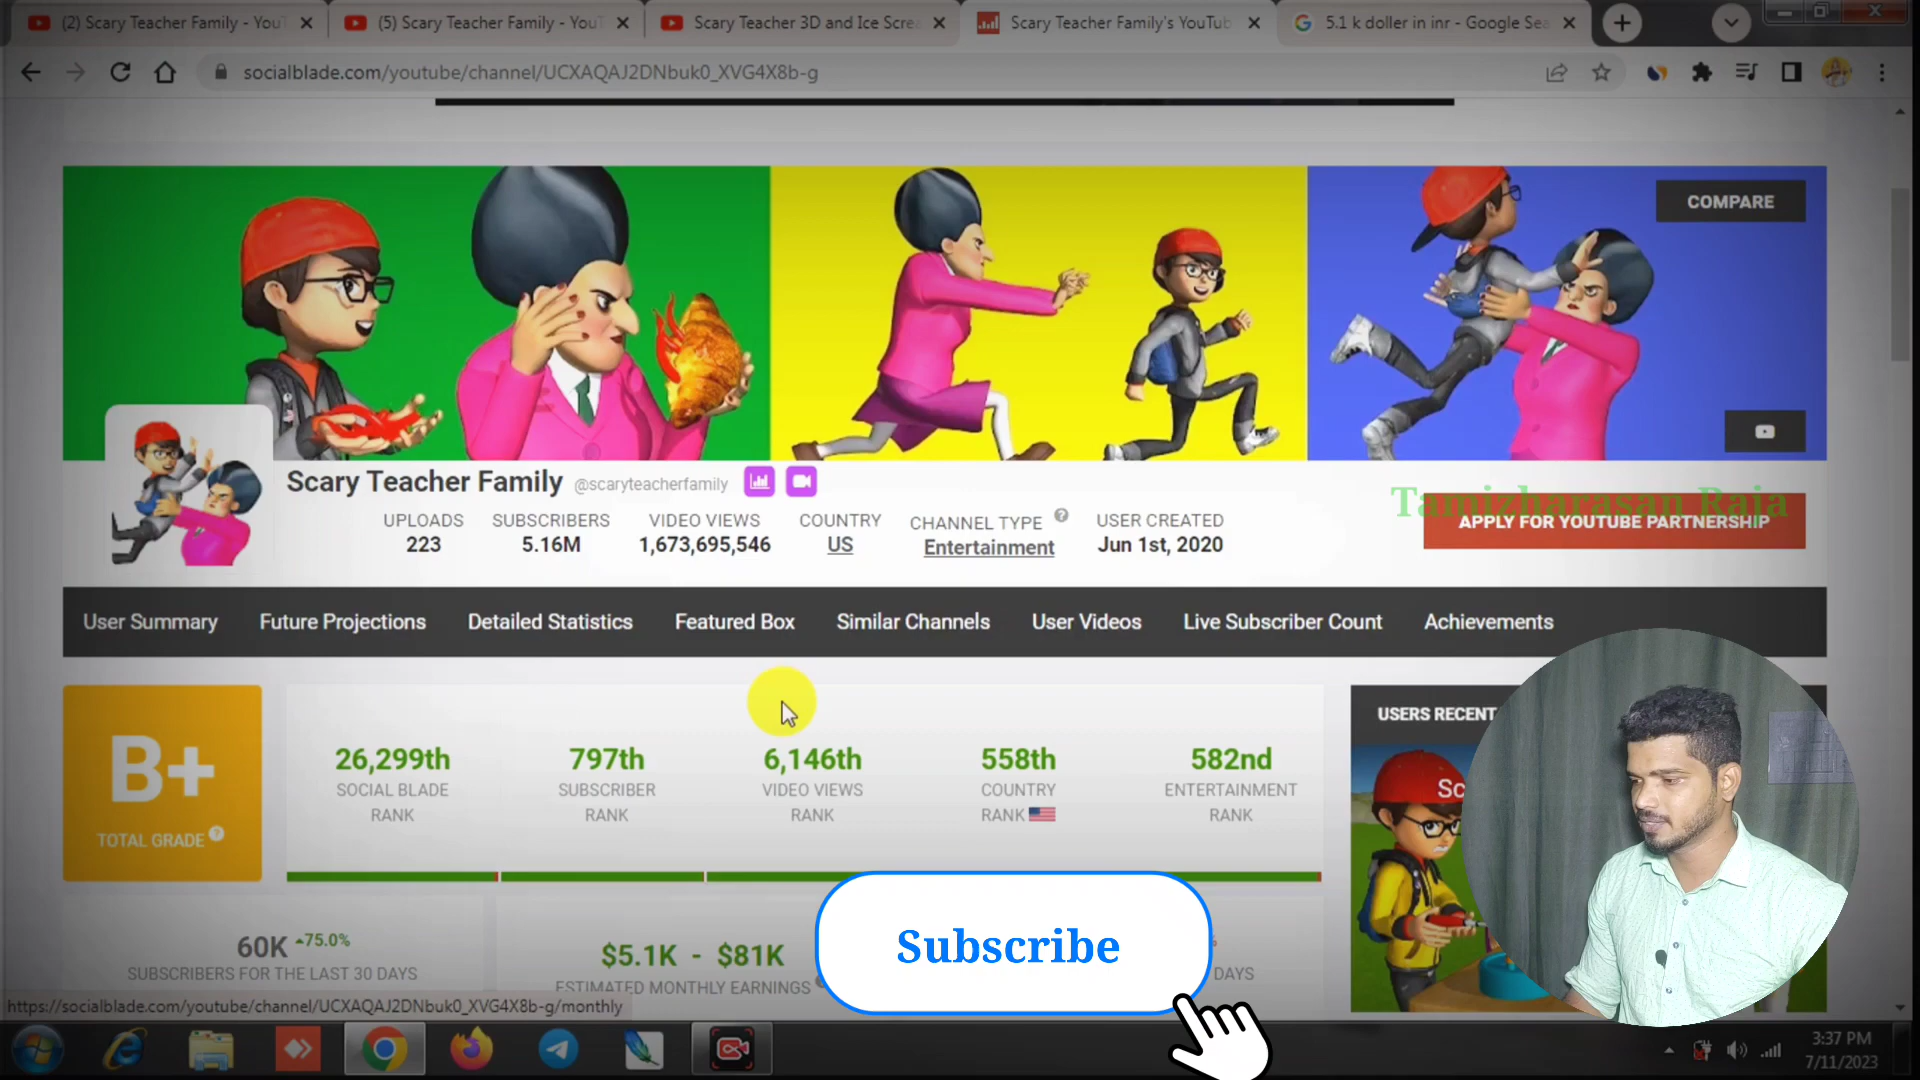 (2) Scary Teacher Family - YouT
(5) Scary Teacher Family - YouT
Scary Teacher 3D and Ice Screa
Scary Teacher Family's YouTub
5.1 k doller in inr - Google Sea
socialblade.com/youtube/channel/UCXAQAJ2DNbuk0_XVG4X8b-g
COMPARE
Scary Teacher Family @scaryteacherfamily
Tamizharasan Raja
APPLY FOR YOUTUBE PARTNERSHIP
UPLOADS
223
SUBSCRIBERS
5.16M
VIDEO VIEWS
1,673,695,546
COUNTRY
US
CHANNEL TYPE
Entertainment
USER CREATED
Jun 1st, 2020
User Summary
Future Projections
Detailed Statistics
Featured Box
Similar Channels
User Videos
Live Subscriber Count
Achievements
B+
TOTAL GRADE
26,299th
SOCIAL BLADE
RANK
797th
SUBSCRIBER
RANK
6,146th
VIDEO VIEWS
RANK
558th
COUNTRY
RANK
582nd
ENTERTAINMENT
RANK
USERS RECENT
Sc
60K 75.0%
SUBSCRIBERS FOR THE LAST 30 DAYS
$5.1K - $81K
ESTIMATED MONTHLY EARNINGS
DAYS
Subscribe
https://socialblade.com/youtube/channel/UCXAQAJ2DNbuk0_XVG4X8b-g/monthly
3:37 PM
7/11/2023